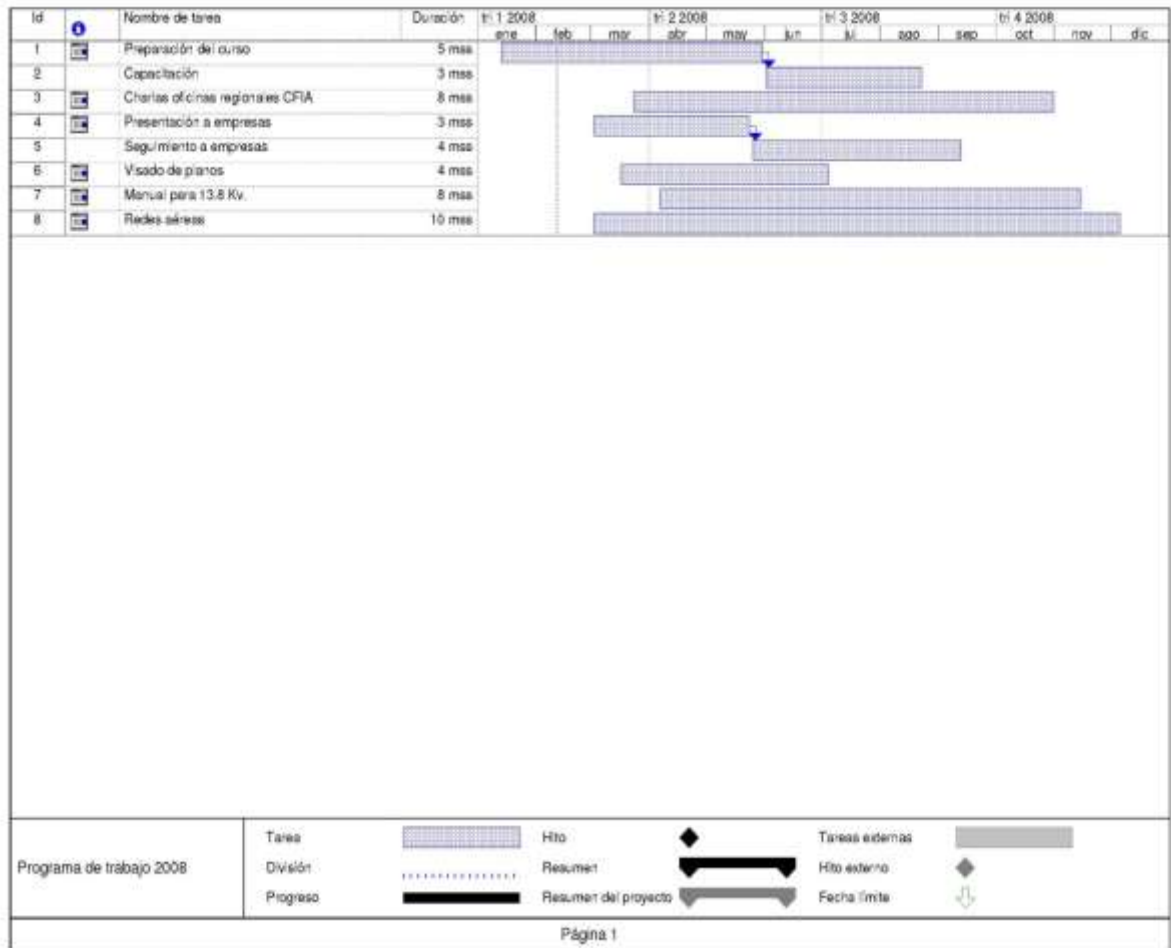 Id Nombre de tarea Duración tri 1 2008 tri 2 2008 tri 3 2008 tri 4 2008
ene feb mar abr may jun jul ago sep oct nov dic
1 Preparación del curso 5 mss
2 Capacitación 3 mss
3 Charlas oficinas regionales CFIA 8 mss
4 Presentación a empresas 3 mss
5 Seguimiento a empresas 4 mss
6 Visado de planos 4 mss
7 Manual para 13.8 Kv. 8 mss
8 Redes aéreas 10 mss
Programa de trabajo 2008
Tarea Hito Tareas externas
División Resumen Hito externo
Progreso Resumen del proyecto Fecha límite
Página 1